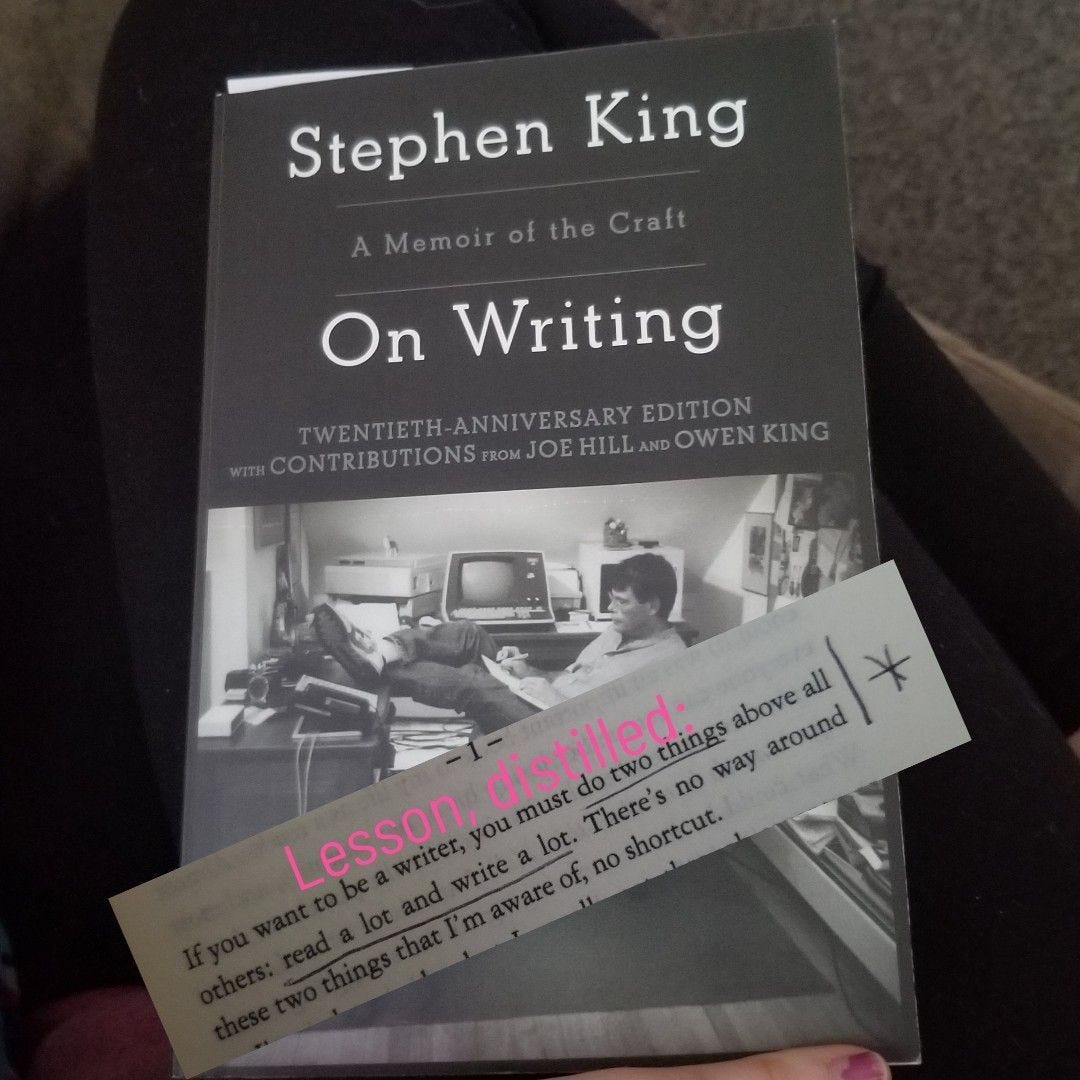 Stephen King
A Memoir of the Craft
On Writing
TWENTIETH-ANNIVERSARY EDITION
WITH CONTRIBUTIONS FROM JOE HILL AND OWEN KING
Lesson, distilled:
-1-
If you want to be a writer, you must do two things above all
others: read a lot and write a lot. There's no way around
these two things that I'm aware of, no shortcut.